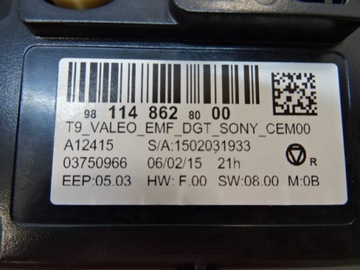 98 114 862 80 00
T9_VALEO_EMF_DGT_SONY_CEM00
A12415 S/A:1502031933
03750966 06/02/15 21h R
EEP:05.03 HW: F.00 SW:08.00 M:0B